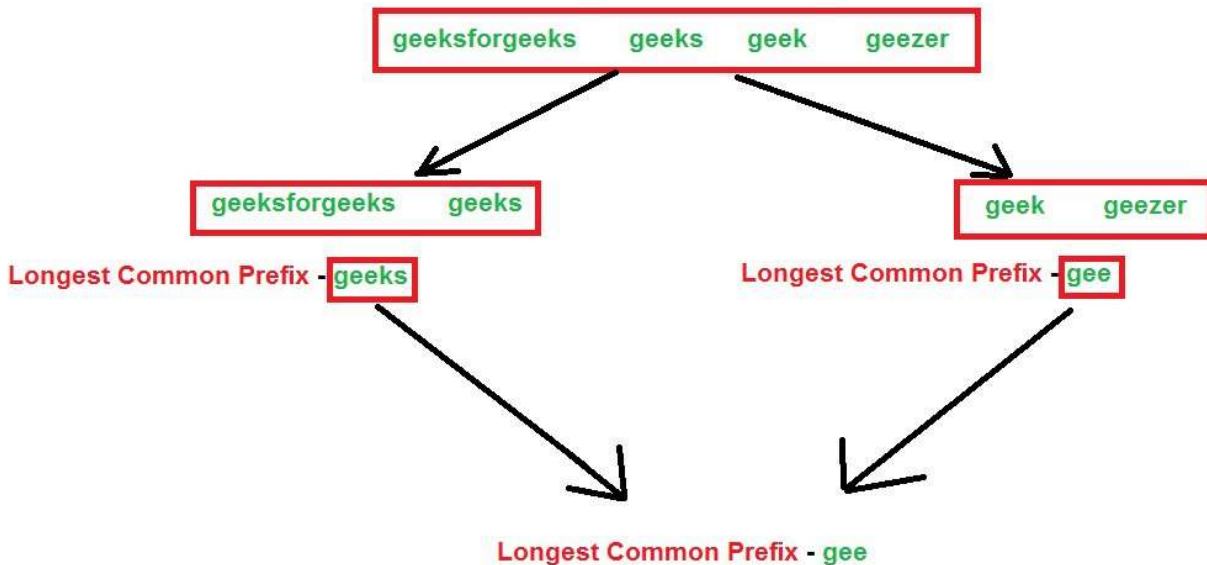 geeksforgeeks geeks geek geezer
geeksforgeeks geeks
geek geezer
Longest Common Prefix - geeks
Longest Common Prefix - gee
Longest Common Prefix - gee